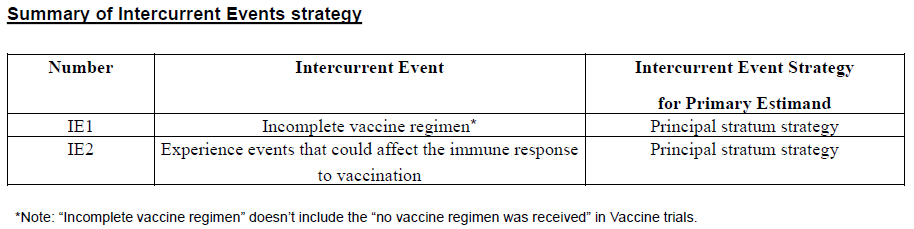 Summary of Intercurrent Events strategy
Number Intercurrent Event Intercurrent Event Strategy
for Primary Estimand
IE1 Incomplete vaccine regimen* Principal stratum strategy
IE2 Experience events that could affect the immune response Principal stratum strategy
to vaccination
*Note: “Incomplete vaccine regimen” doesn’t include the “no vaccine regimen was received” in Vaccine trials.